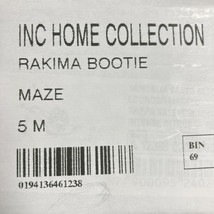 INC HOME COLLECTION
RAKIMA BOOTIE
MAZE
5 M
BIN
69
0194136461238